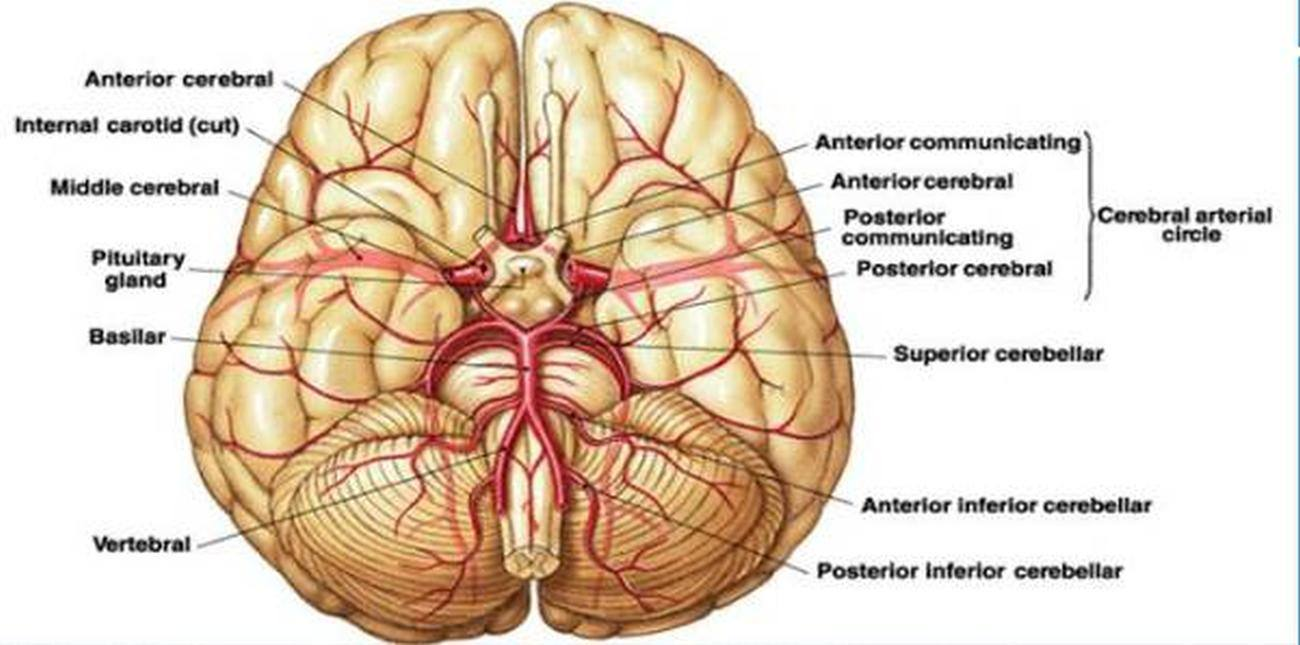 Anterior cerebral
Internal carotid (cut)
Middle cerebral
Pituitary
gland
Basilar
Vertebral
Anterior communicating
Anterior cerebral
Posterior
communicating
Posterior cerebral
Cerebral arterial
circle
Superior cerebellar
Anterior inferior cerebellar
Posterior inferior cerebellar